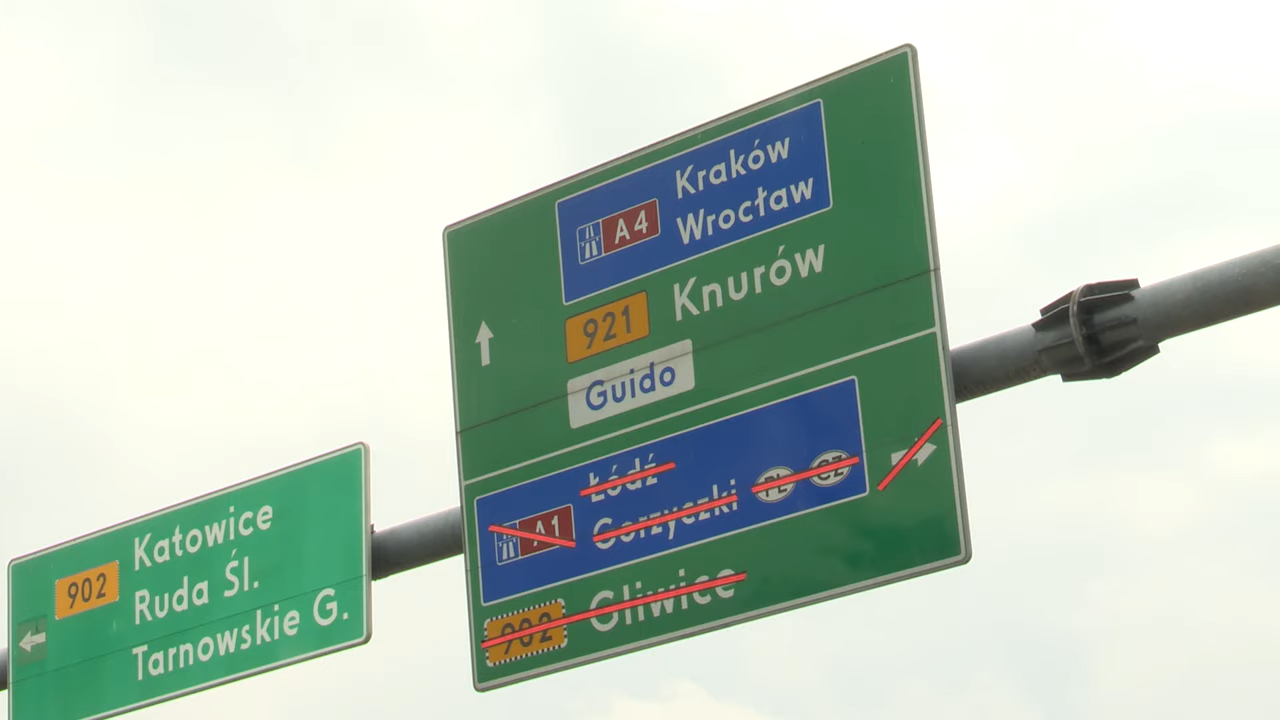 902
Katowice
Ruda Śl.
Tarnowskie G.
A4
Kraków
Wrocław
921 Knurów
Guido
A1
Łódź
Gorzyczki PL CZ
902 Gliwice